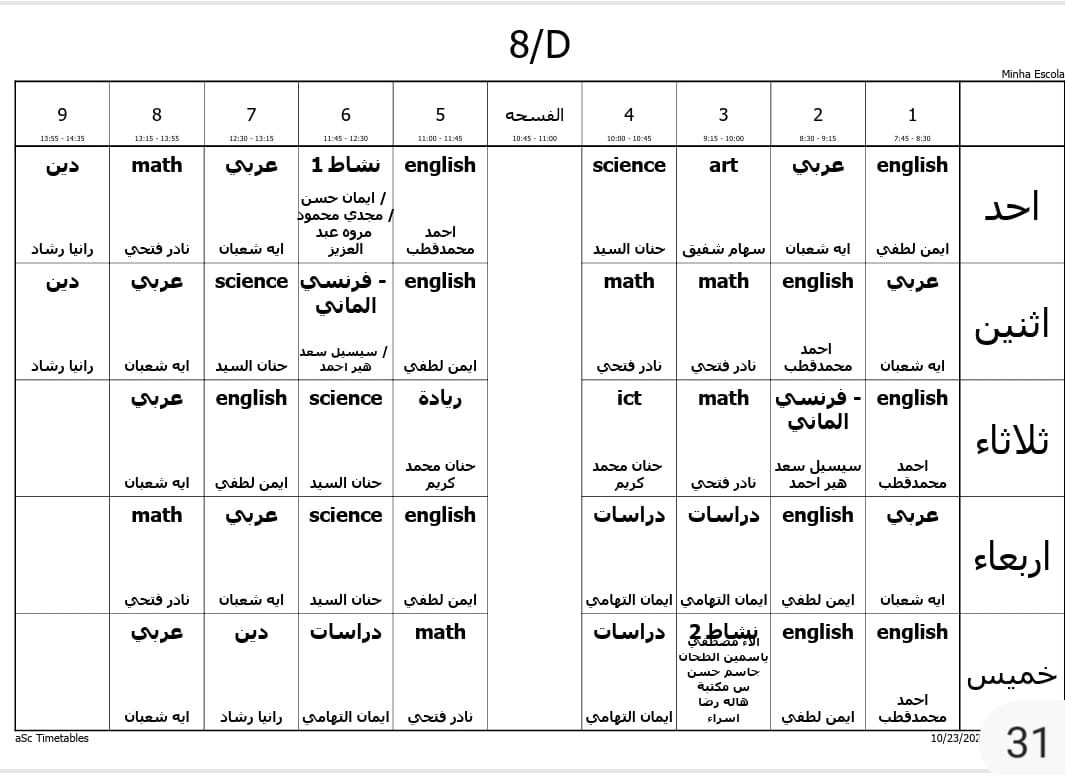 8/D
Minha Escola
1
7:45 - 8:30
2
8:30 - 9:15
3
9:15 - 10:00
4
10:00 - 10:45
الفسحه
10:45 - 11:00
5
11:00 - 11:45
6
11:45 - 12:30
7
12:30 - 13:15
8
13:15 - 13:55
9
13:55 - 14:35
احد
english
ايمن لطفي
عربي
ايه شعبان
art
سهام شفيق
science
حنان السيد
english
احمد
محمدقطب
نشاط 1
/ ايمان حسن
/ مجدي محمود
مروه عبد
العزيز
عربي
ايه شعبان
math
نادر فتحي
دين
رانيا رشاد
اثنين
عربي
ايه شعبان
english
احمد
محمدقطب
math
نادر فتحي
math
نادر فتحي
english
ايمن لطفي
فرنسي -
الماني
سيسيل سعد /
هير احمد
science
حنان السيد
عربي
ايه شعبان
دين
رانيا رشاد
ثلاثاء
english
احمد
محمدقطب
فرنسي -
الماني
سيسيل سعد
هير احمد
math
نادر فتحي
ict
حنان محمد
كريم
ريادة
حنان محمد
كريم
science
حنان السيد
english
ايمن لطفي
عربي
ايه شعبان
اربعاء
عربي
ايه شعبان
english
ايمن لطفي
دراسات
ايمان التهامي
دراسات
ايمان التهامي
english
ايمن لطفي
science
حنان السيد
عربي
ايه شعبان
math
نادر فتحي
خميس
english
احمد
محمدقطب
english
ايمن لطفي
نشاط 2
الاء مصطفي
ياسمين الطحان
جاسم حسن
س مكتبة
هاله رضا
اسراء
دراسات
ايمان التهامي
math
نادر فتحي
دراسات
ايمان التهامي
دين
رانيا رشاد
عربي
ايه شعبان
aSc Timetables
10/23/202
31